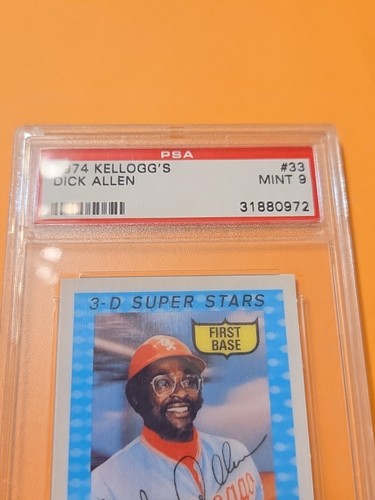 PSA
1974 KELLOGG'S #33
DICK ALLEN MINT 9
31880972
3-D SUPER STARS
FIRST
BASE